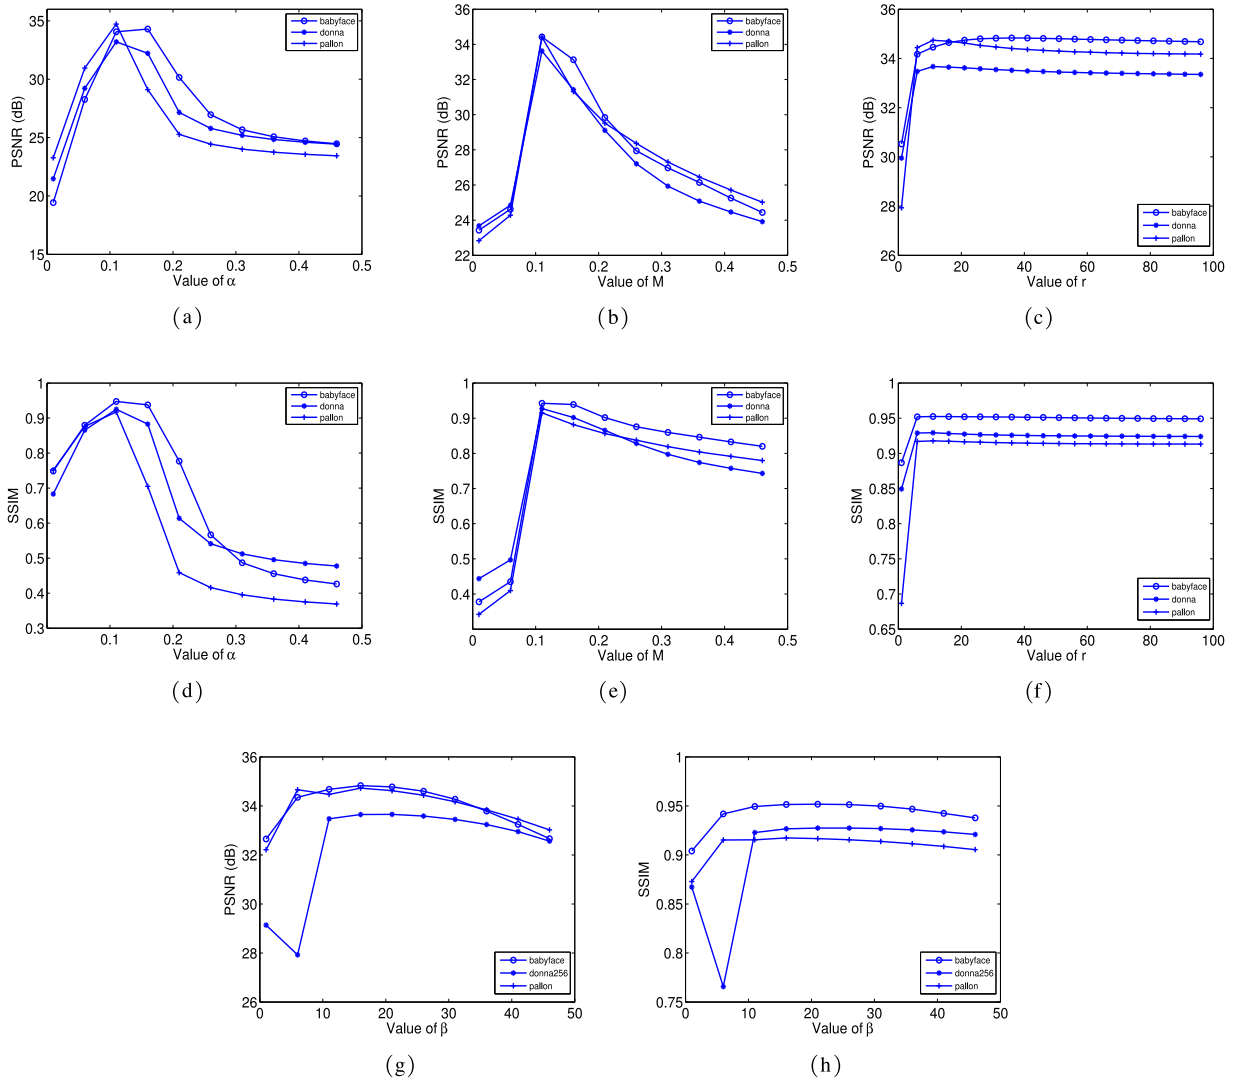 35
30
25
20
15
PSNR (dB)
0 0.1 0.2 0.3 0.4 0.5
Value of α
babyface
donna
pallon
(a)
36
34
32
30
28
26
24
22
PSNR (dB)
0 0.1 0.2 0.3 0.4 0.5
Value of M
babyface
donna
pallon
(b)
36
34
32
30
28
26
PSNR (dB)
0 20 40 60 80 100
Value of r
babyface
donna
pallon
(c)
1
0.9
0.8
0.7
0.6
0.5
0.4
0.3
SSIM
0.1 0.2 0.3 0.4 0.5
Value of α
babyface
donna
pallon
(d)
1
0.9
0.8
0.7
0.6
0.5
0.4
SSIM
0 0.1 0.2 0.3 0.4 0.5
Value of M
babyface
donna
pallon
(e)
1
0.95
0.9
0.85
0.8
0.75
0.7
0.65
SSIM
0 20 40 60 80 100
Value of r
babyface
donna
pallon
(f)
36
34
32
30
28
26
PSNR (dB)
0 10 20 30 40 50
Value of β
babyface
donna256
pallon
(g)
1
0.95
0.9
0.85
0.8
0.75
SSIM
0 10 20 30 40 50
Value of β
babyface
donna256
pallon
(h)